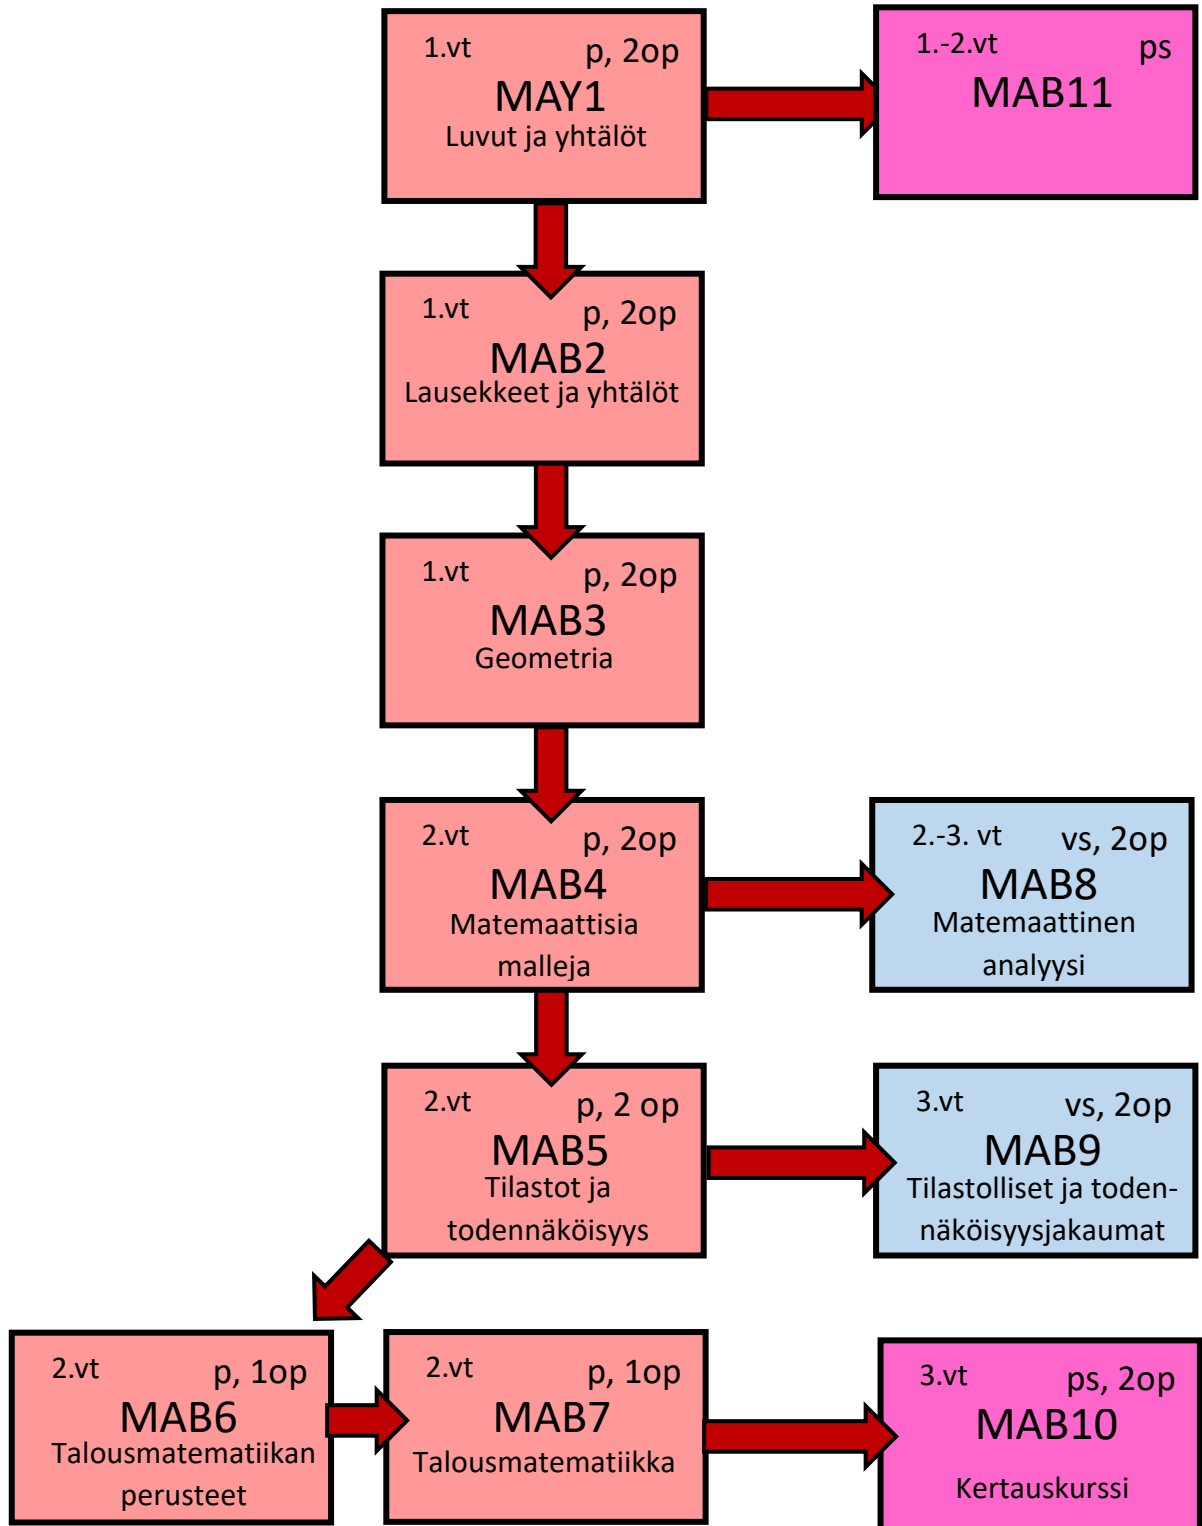 1.vt p, 2op
MAY1
Luvut ja yhtälöt
1.-2.vt ps
MAB11
1.vt p, 2op
MAB2
Lausekkeet ja yhtälöt
1.vt p, 2op
MAB3
Geometria
2.vt p, 2op
MAB4
Matemaattisia
malleja
2.-3. vt vs, 2op
MAB8
Matemaattinen
analyysi
2.vt p, 2 op
MAB5
Tilastot ja
todennäköisyys
3.vt vs, 2op
MAB9
Tilastolliset ja toden-
näköisyysjakaumat
2.vt p, 1op
MAB6
Talousmatematiikan
perusteet
2.vt p, 1op
MAB7
Talousmatematiikka
3.vt ps, 2op
MAB10
Kertauskurssi